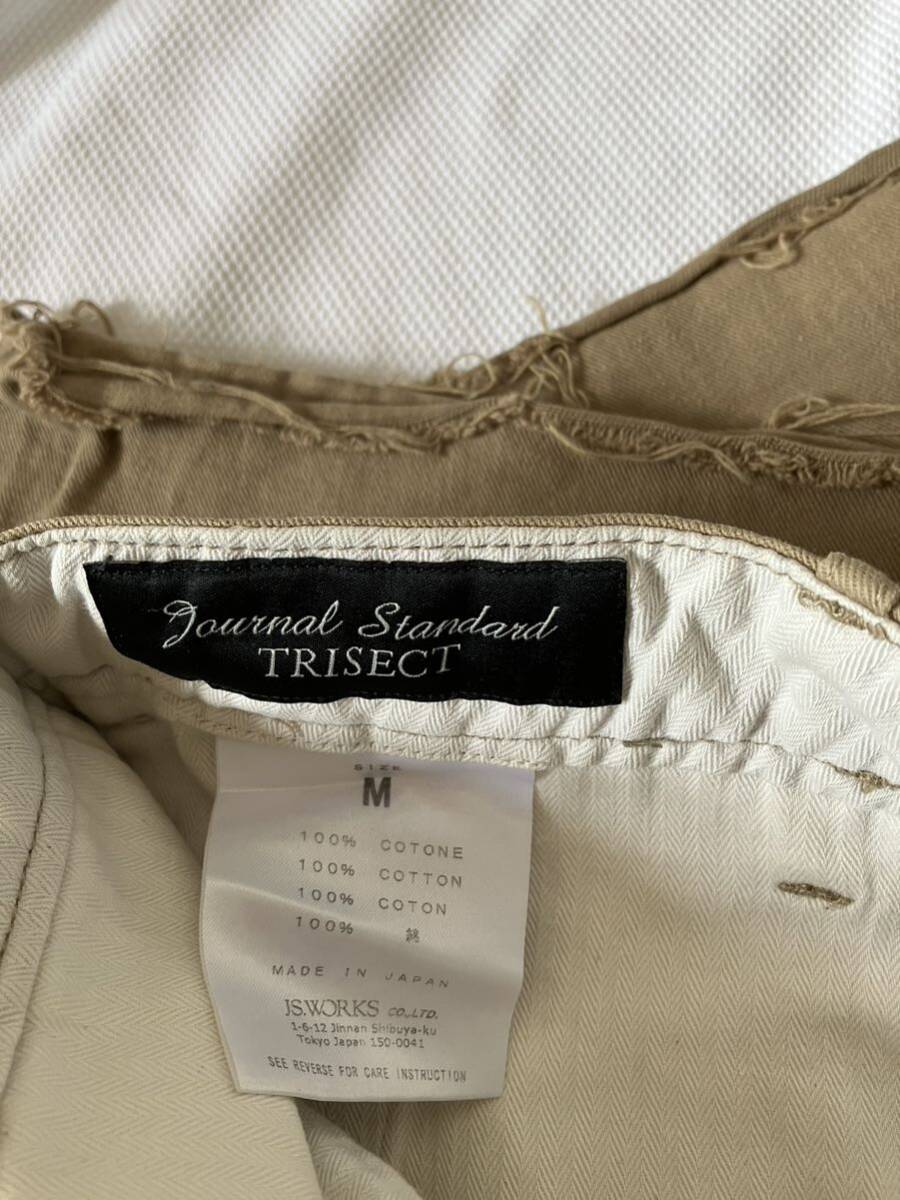 Journal Standard
TRISECT
SIZE
M
100% COTONE
100% COTTON
100% COTON
100% 綿
MADE IN JAPAN
JS.WORKS CO.,LTD.
1-6-12 Jinnan Shibuya-ku
Tokyo Japan 150-0041
SEE REVERSE FOR CARE INSTRUCTION